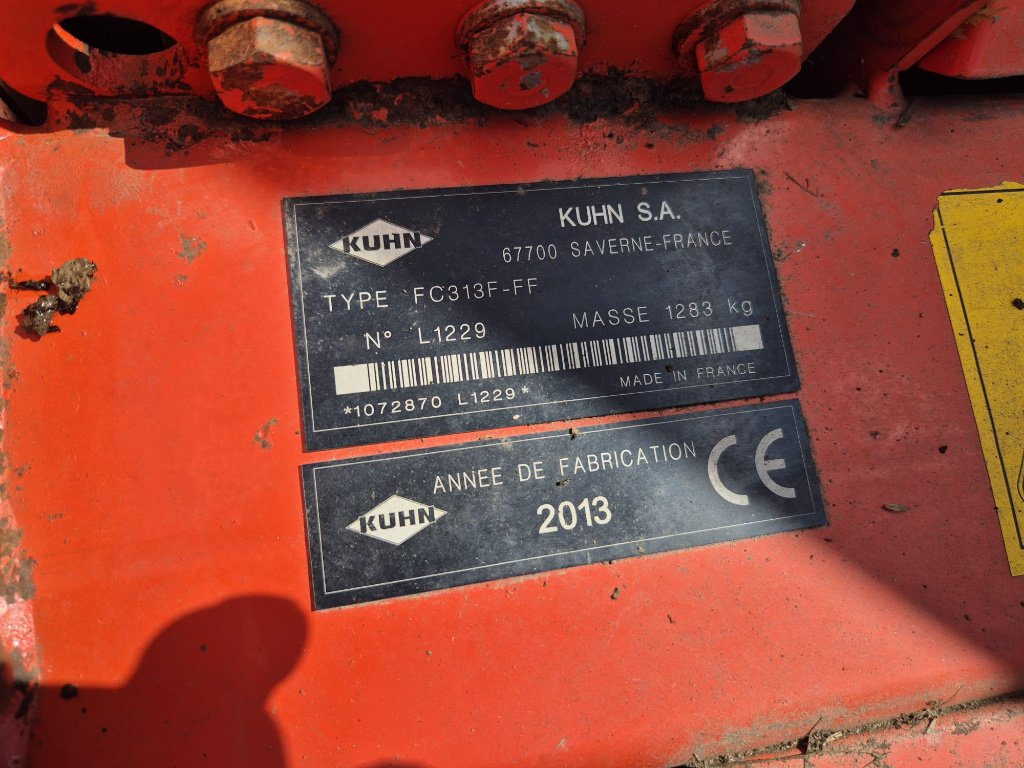 KUHN
KUHN S.A.
67700 SAVERNE-FRANCE
TYPE FC313F-FF
N° L1229
MASSE 1283 kg
*1072870 L1229*
MADE IN FRANCE
ANNEE DE FABRICATION
KUHN
2013
CE